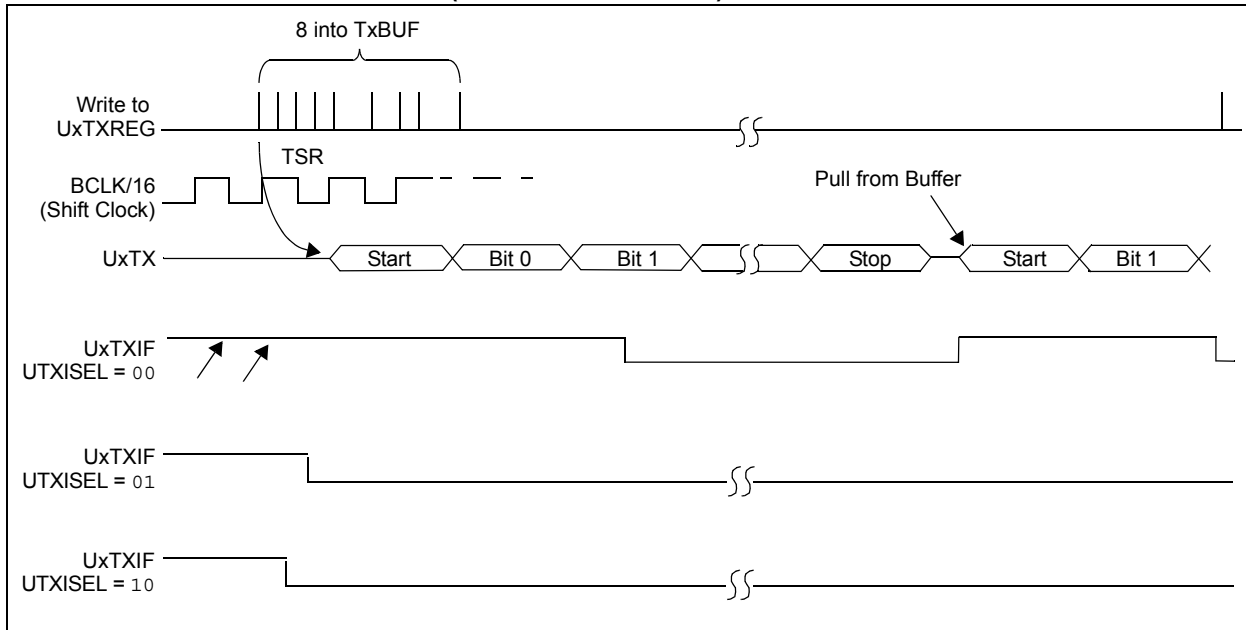 8 into TxBUF
Write to
UxTXREG
TSR
BCLK/16
(Shift Clock)
Pull from Buffer
UxTX
Start
Bit 0
Bit 1
Stop
Start
Bit 1
UxTXIF
UTXISEL = 00
UxTXIF
UTXISEL = 01
UxTXIF
UTXISEL = 10